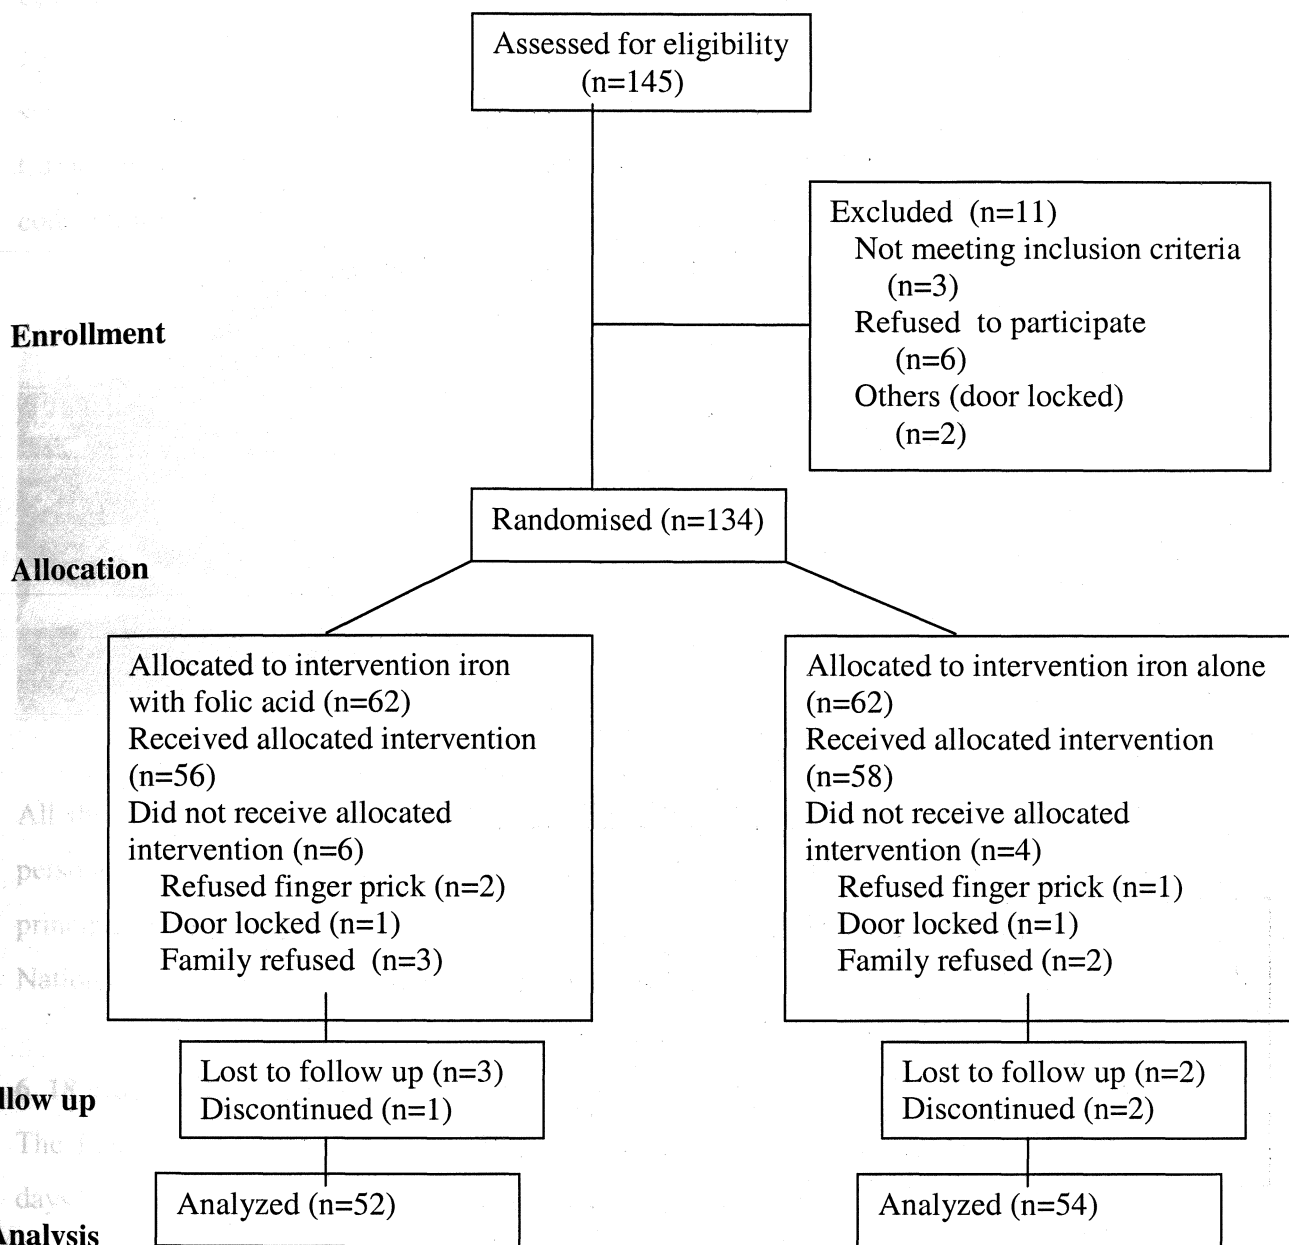 Assessed for eligibility
(n=145)
Excluded (n=11)
Not meeting inclusion criteria
(n=3)
Refused to participate
(n=6)
Others (door locked)
(n=2)
Enrollment
Randomised (n=134)
Allocation
Allocated to intervention iron
with folic acid (n=62)
Received allocated intervention
(n=56)
Did not receive allocated
intervention (n=6)
Refused finger prick (n=2)
Door locked (n=1)
Family refused (n=3)
Allocated to intervention iron alone
(n=62)
Received allocated intervention
(n=58)
Did not receive allocated
intervention (n=4)
Refused finger prick (n=1)
Door locked (n=1)
Family refused (n=2)
llow up
Lost to follow up (n=3)
Discontinued (n=1)
Lost to follow up (n=2)
Discontinued (n=2)
Analysis
Analyzed (n=52)
Analyzed (n=54)